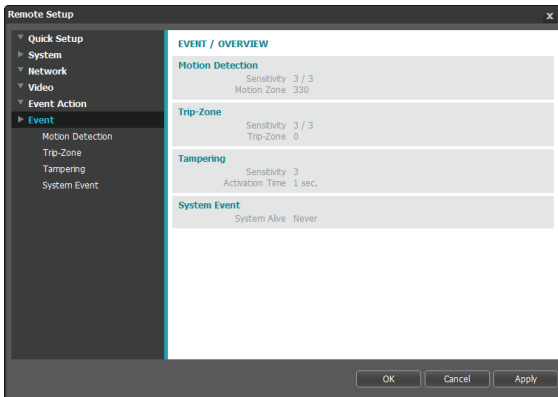 Remote Setup
x
Quick Setup
System
Network
Video
Event Action
Event
Motion Detection
Trip-Zone
Tampering
System Event
EVENT / OVERVIEW
Motion Detection
Sensitivity 3 / 3
Motion Zone 330
Trip-Zone
Sensitivity 3 / 3
Trip-Zone 0
Tampering
Sensitivity 3
Activation Time 1 sec.
System Event
System Alive Never
OK Cancel Apply